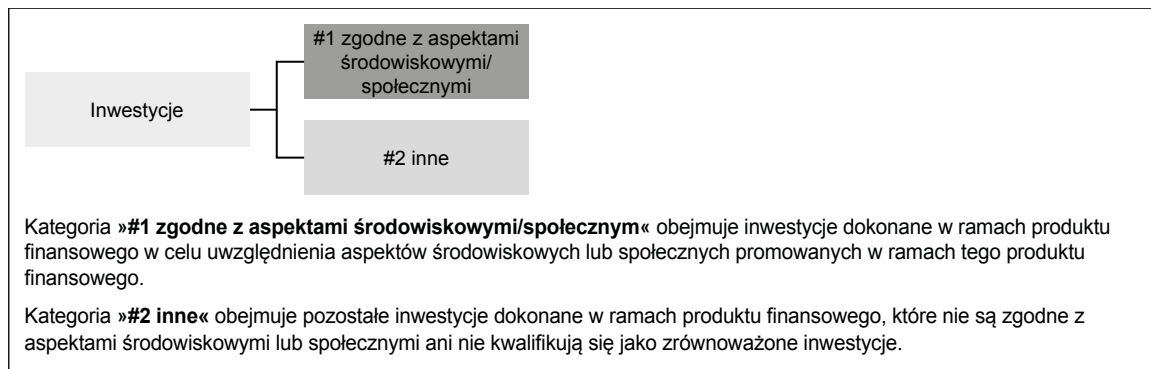 #1 zgodne z aspektami
środowiskowymi/
społecznymi
Inwestycje
#2 inne
Kategoria »#1 zgodne z aspektami środowiskowymi/społecznym« obejmuje inwestycje dokonane w ramach produktu
finansowego w celu uwzględnienia aspektów środowiskowych lub społecznych promowanych w ramach tego produktu
finansowego.
Kategoria »#2 inne« obejmuje pozostałe inwestycje dokonane w ramach produktu finansowego, które nie są zgodne z
aspektami środowiskowymi lub społecznymi ani nie kwalifikują się jako zrównoważone inwestycje.